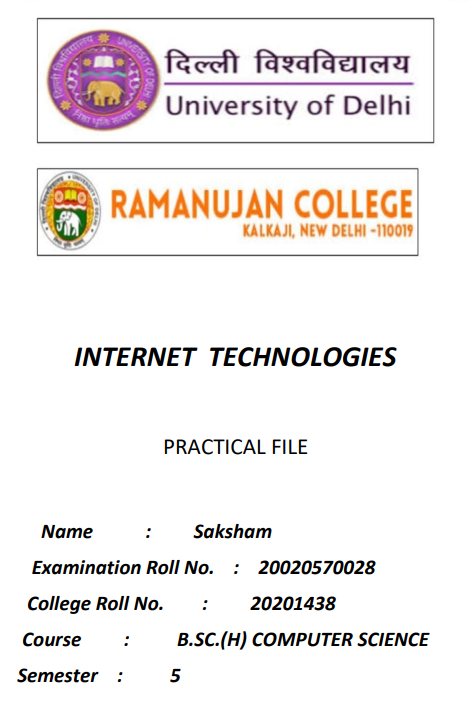 दिल्ली विश्वविद्यालय
University of Delhi
RAMANUJAN COLLEGE
KALKAJI, NEW DELHI -110019
INTERNET TECHNOLOGIES
PRACTICAL FILE
Name : Saksham
Examination Roll No. : 20020570028
College Roll No. : 20201438
Course : B.SC.(H) COMPUTER SCIENCE
Semester : 5